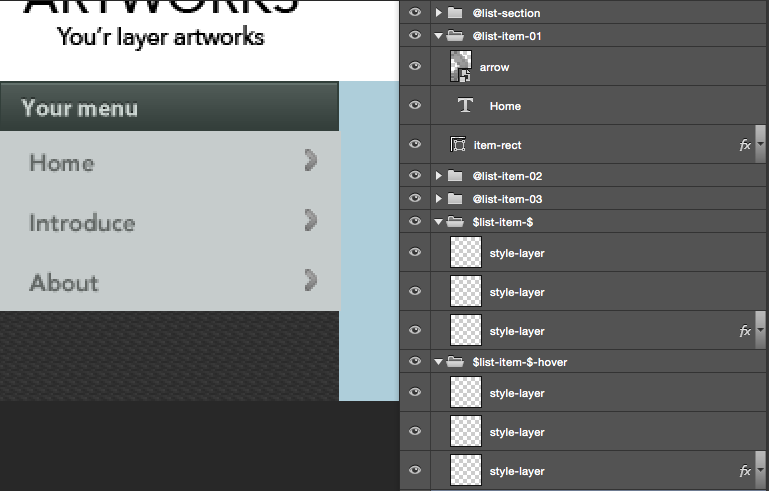 ARTWORKS
You'r layer artworks
Your menu
Home
Introduce
About
@list-section
@list-item-01
arrow
T Home
item-rect fx
@list-item-02
@list-item-03
$list-item-$
style-layer
style-layer
style-layer fx
$list-item-$-hover
style-layer
style-layer
style-layer fx